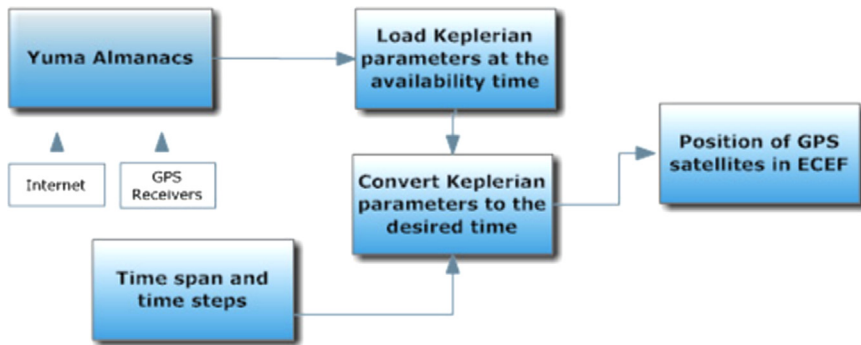 Yuma Almanacs
Load Keplerian
parameters at the
availability time
Internet
GPS
Receivers
Convert Keplerian
parameters to the
desired time
Position of GPS
satellites in ECEF
Time span and
time steps